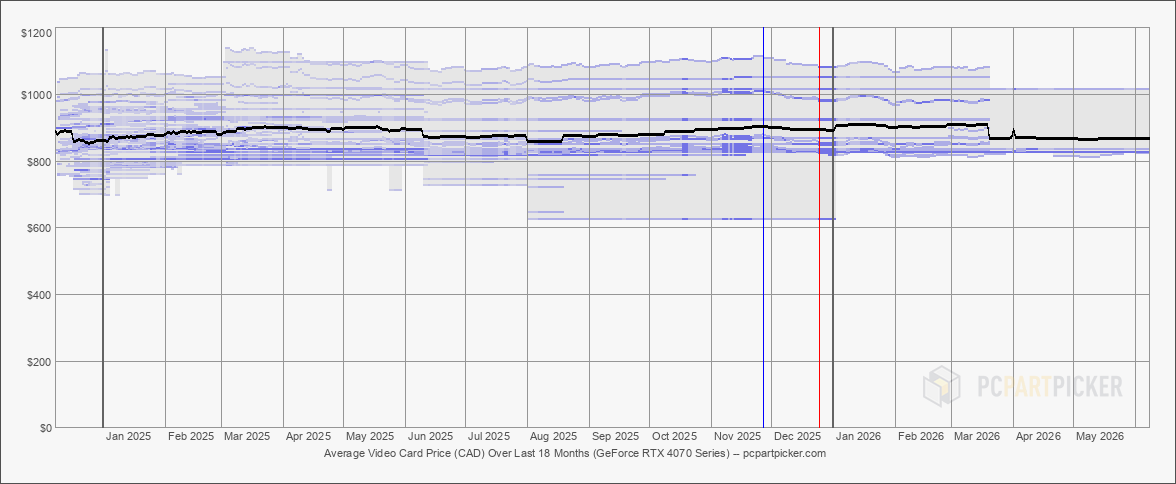 $1200
$1000
$800
$600
$400
$200
$0
PCPARTPICKER
Jan 2025 Feb 2025 Mar 2025 Apr 2025 May 2025 Jun 2025 Jul 2025 Aug 2025 Sep 2025 Oct 2025 Nov 2025 Dec 2025 Jan 2026 Feb 2026 Mar 2026 Apr 2026 May 2026
Average Video Card Price (CAD) Over Last 18 Months (GeForce RTX 4070 Series) -- pcpartpicker.com